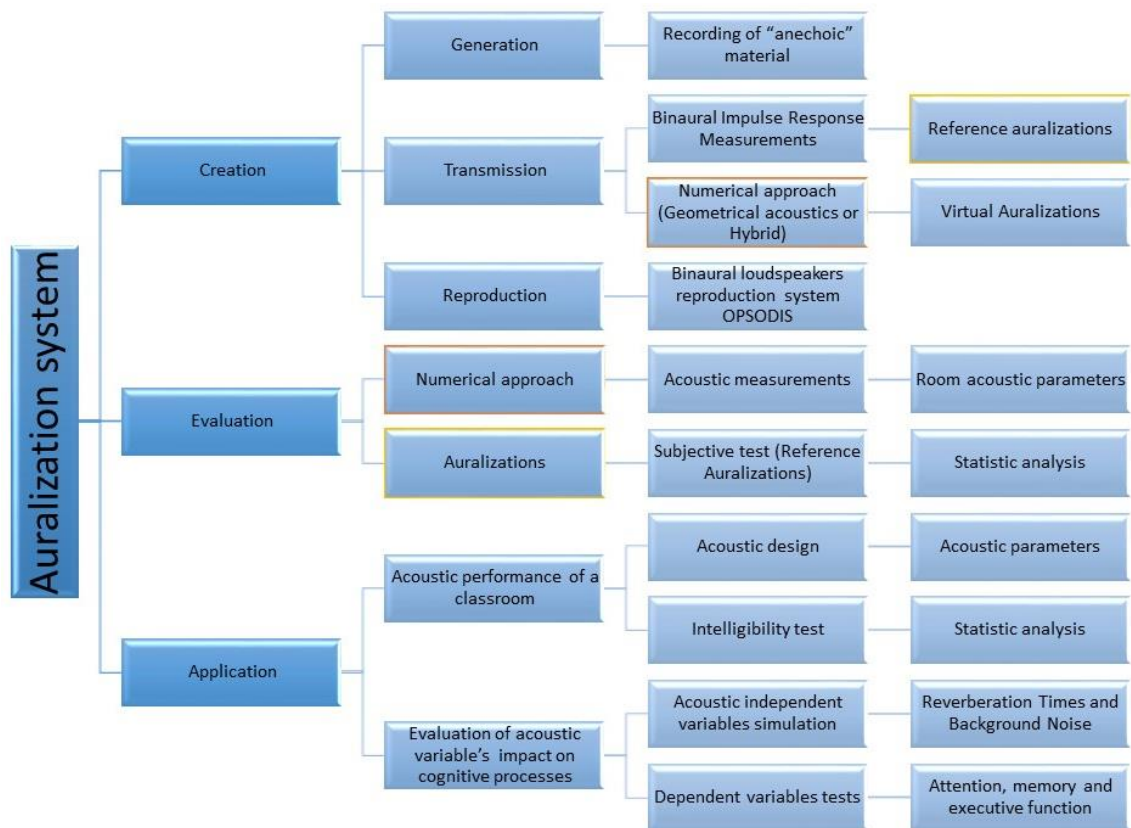 Auralization system
Creation
Generation
Recording of “anechoic”
material
Transmission
Binaural Impulse Response
Measurements
Reference auralizations
Numerical approach
(Geometrical acoustics or
Hybrid)
Virtual Auralizations
Reproduction
Binaural loudspeakers
reproduction system
OPSODIS
Evaluation
Numerical approach
Acoustic measurements
Room acoustic parameters
Auralizations
Subjective test (Reference
Auralizations)
Statistic analysis
Application
Acoustic performance of a
classroom
Acoustic design
Acoustic parameters
Intelligibility test
Statistic analysis
Evaluation of acoustic
variable’s impact on
cognitive processes
Acoustic independent
variables simulation
Reverberation Times and
Background Noise
Dependent variables tests
Attention, memory and
executive function